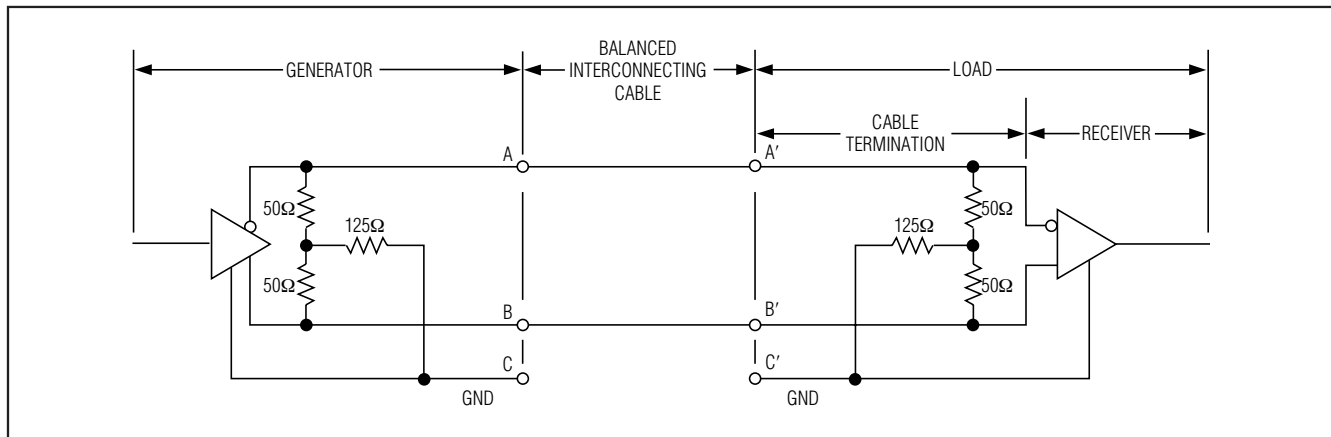 GENERATOR
BALANCED
INTERCONNECTING
CABLE
LOAD
CABLE
TERMINATION
RECEIVER
A
A′
50Ω
125Ω
50Ω
125Ω
50Ω
50Ω
B
B′
C
C′
GND
GND